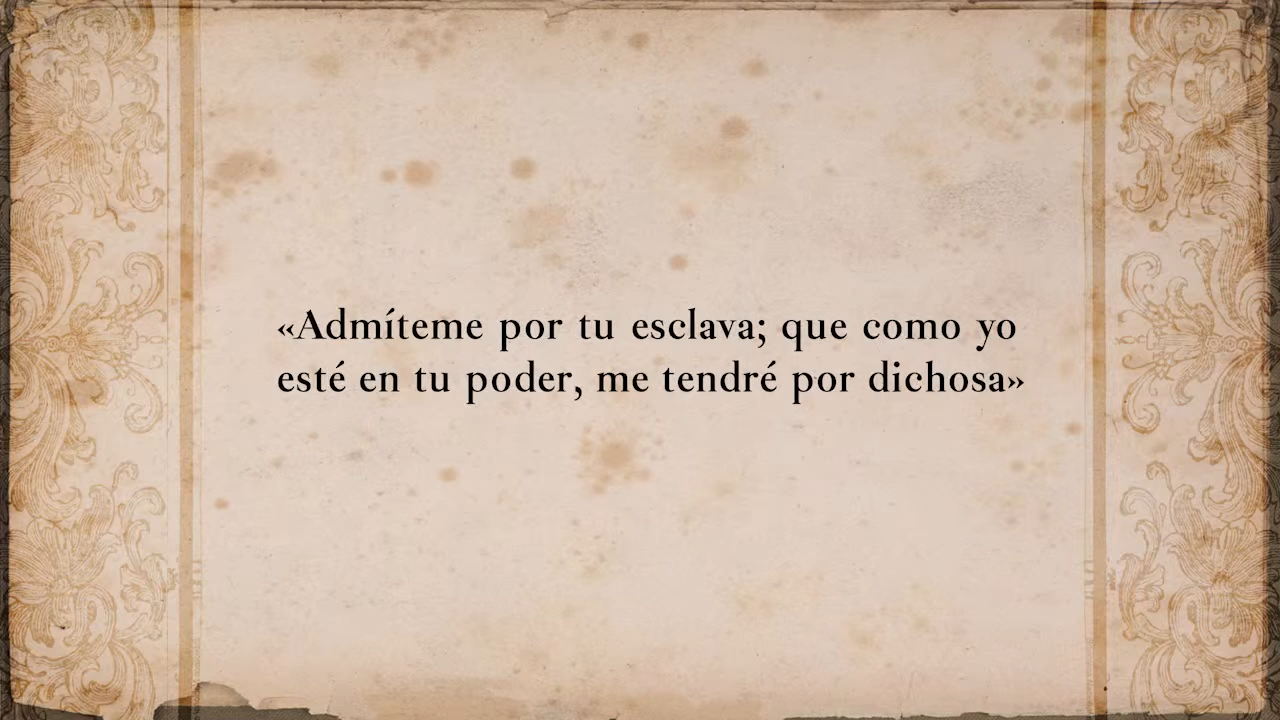 «Admíteme por tu esclava; que como yo
esté en tu poder, me tendré por dichosa»